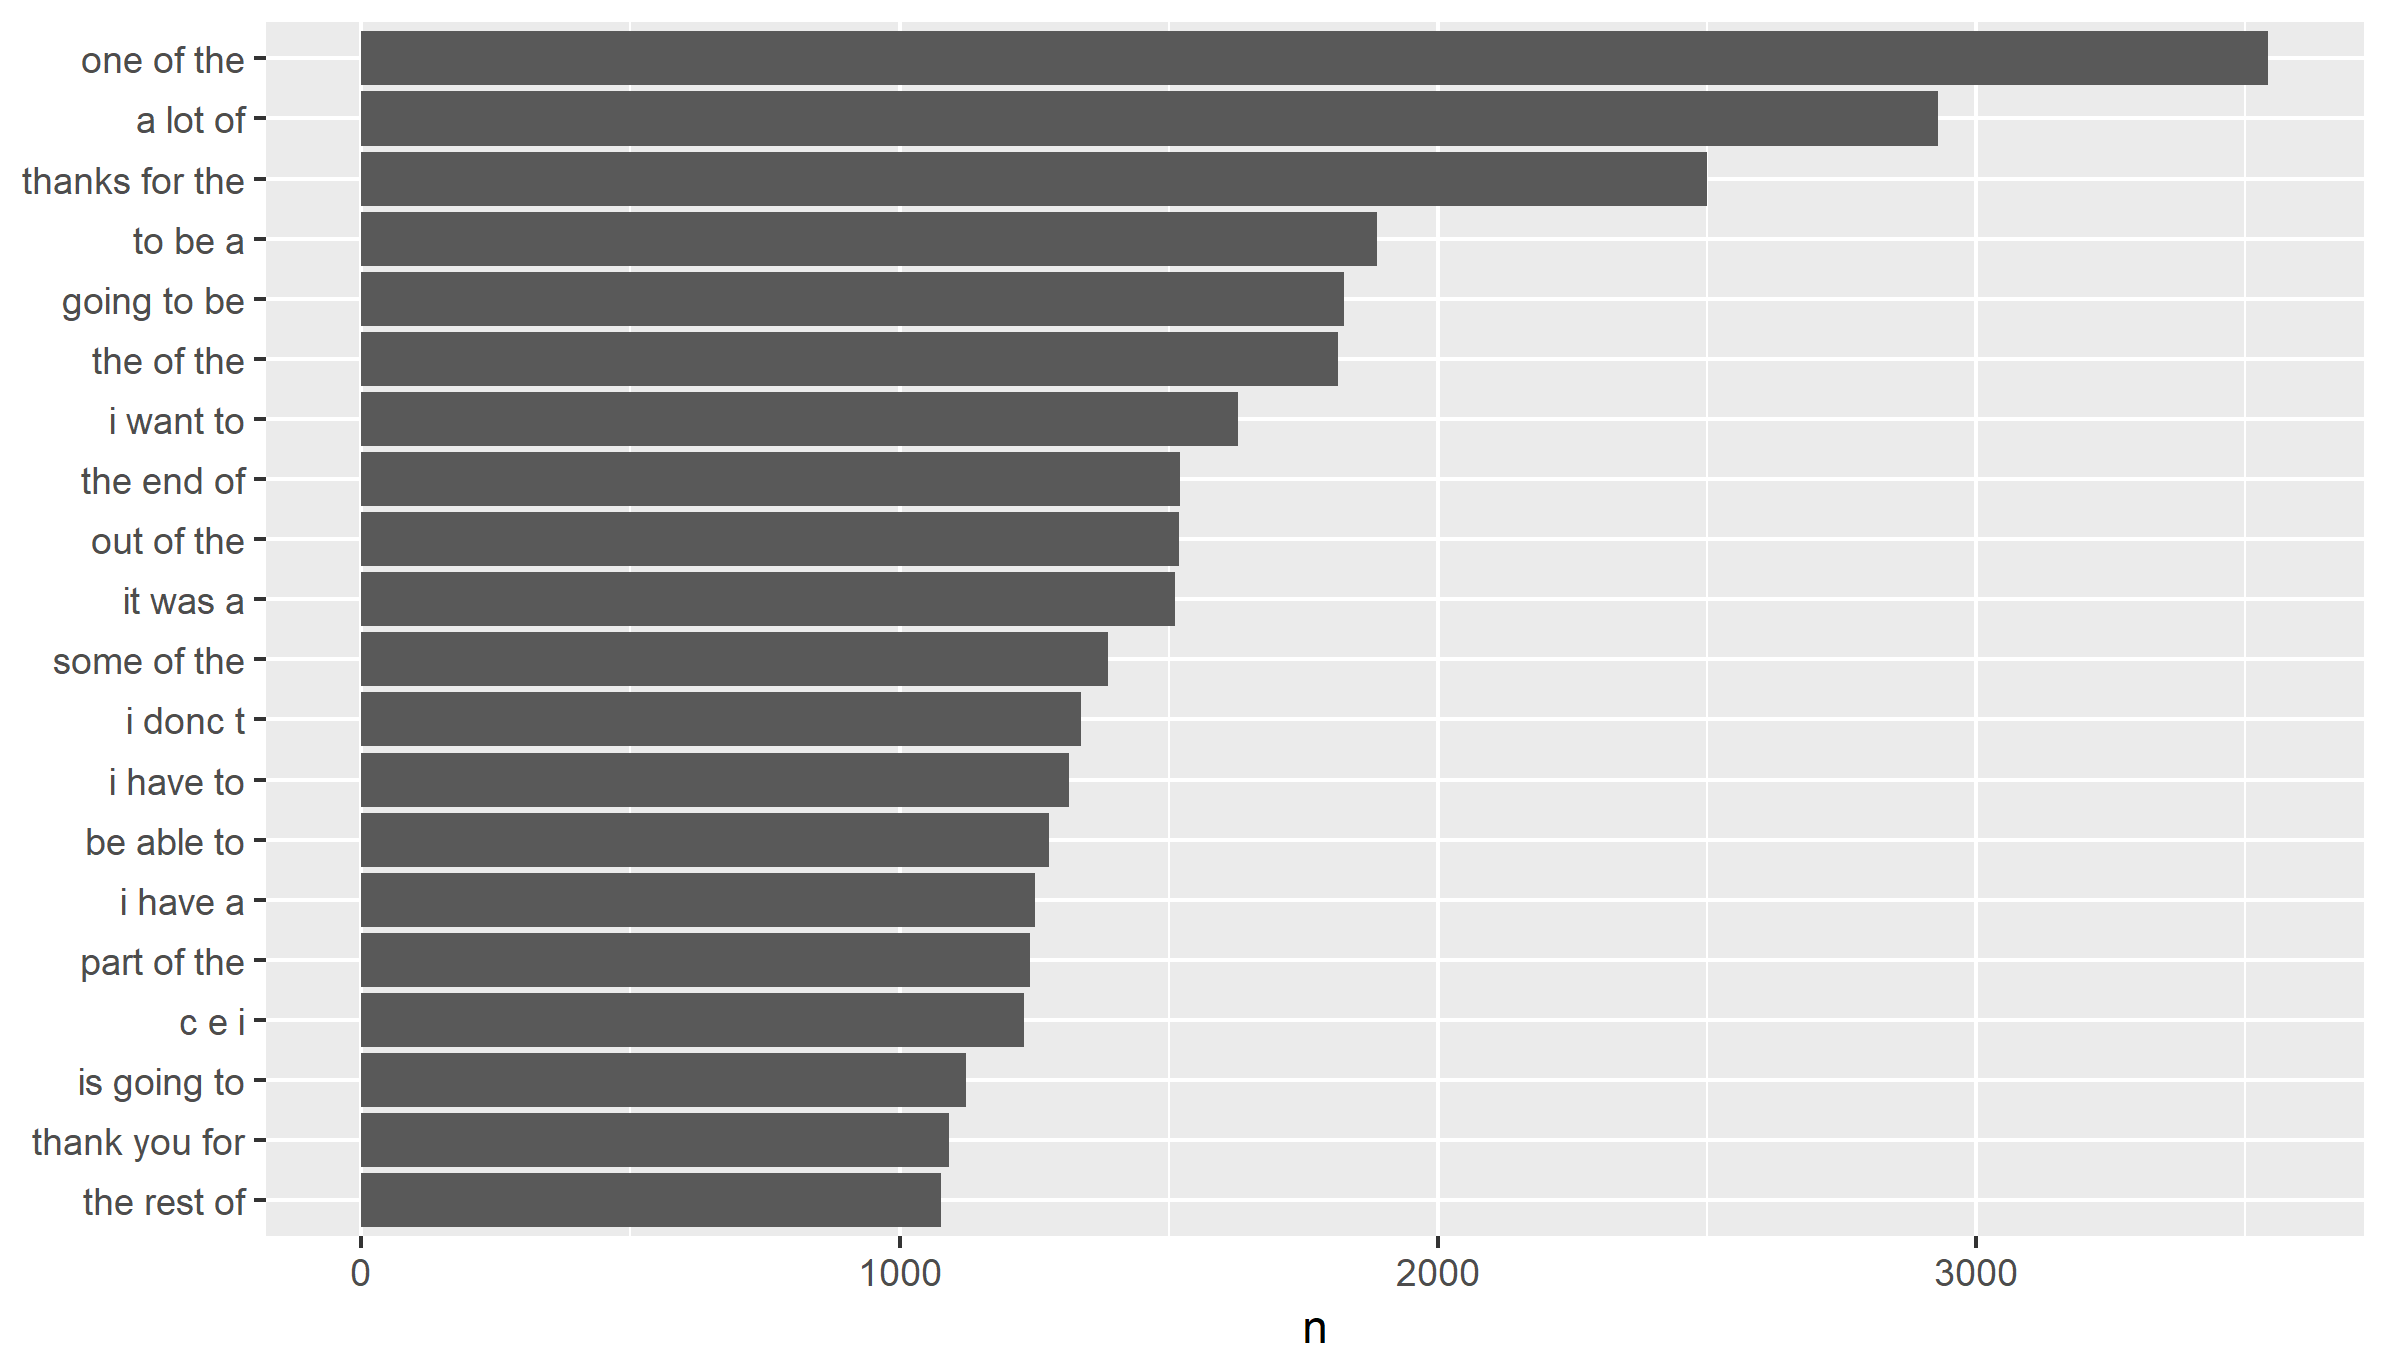 one of the
a lot of
thanks for the
to be a
going to be
the of the
i want to
the end of
out of the
it was a
some of the
i donc t
i have to
be able to
i have a
part of the
c e i
is going to
thank you for
the rest of
0 1000 2000 3000
n